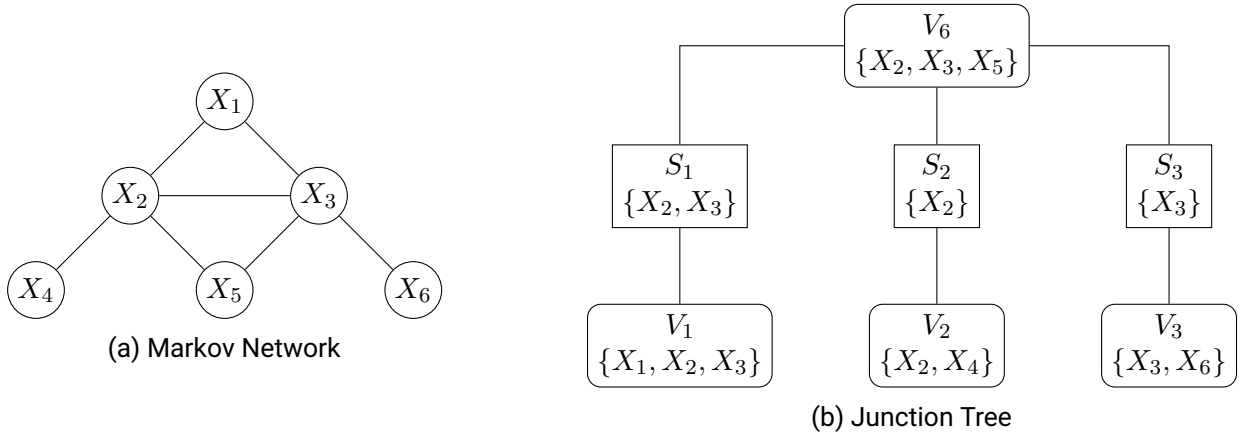 X₁
X₂
X₃
X₄
X₅
X₆
(a) Markov Network
V₆
{X₂, X₃, X₅}
S₁
{X₂, X₃}
S₂
{X₂}
S₃
{X₃}
V₁
{X₁, X₂, X₃}
V₂
{X₂, X₄}
V₃
{X₃, X₆}
(b) Junction Tree